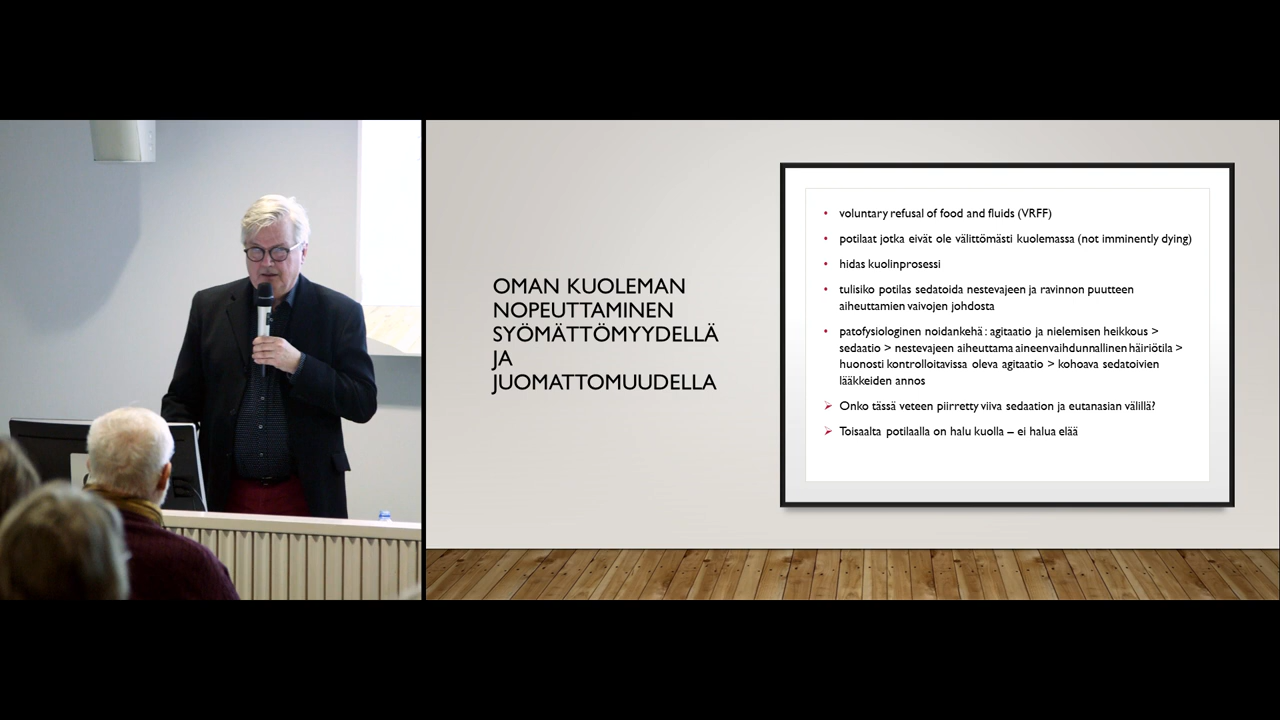 OMAN KUOLEMAN
NOPEUTTAMINEN
SYÖMÄTTÖMYYDELLÄ
JA
JUOMATTOMUUDELLA
• voluntary refusal of food and fluids (VRFF)
• potilaat jotka eivät ole välittömästi kuolemassa (not imminently dying)
• hidas kuolinprosessi
• tulisiko potilas sedatoida nestevajeen ja ravinnon puutteen
aiheuttamien vaivojen johdosta
• patofysiologinen noidankehä : agitaatio ja nielemisen heikkous >
sedaatio > nestevajeen aiheuttama aineenvaihdunnallinen häiriötila >
huonosti kontrolloitavissa oleva agitaatio > kohoava sedatoivien
lääkkeiden annos
➢ Onko tässä veteen piirretty viiva sedaation ja eutanasian välillä?
➢ Toisaalta potilaalla on halu kuolla – ei halua elää